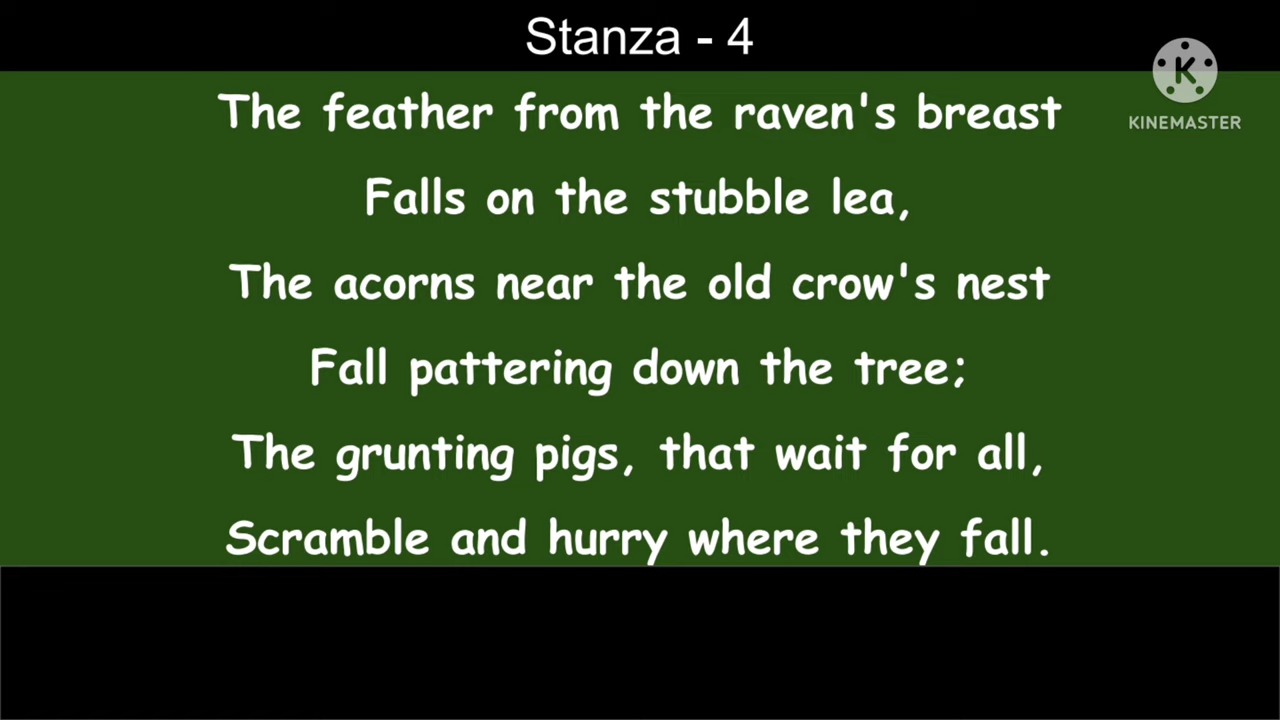 Stanza - 4
KINEMASTER
The feather from the raven's breast
Falls on the stubble lea,
The acorns near the old crow's nest
Fall pattering down the tree;
The grunting pigs, that wait for all,
Scramble and hurry where they fall.